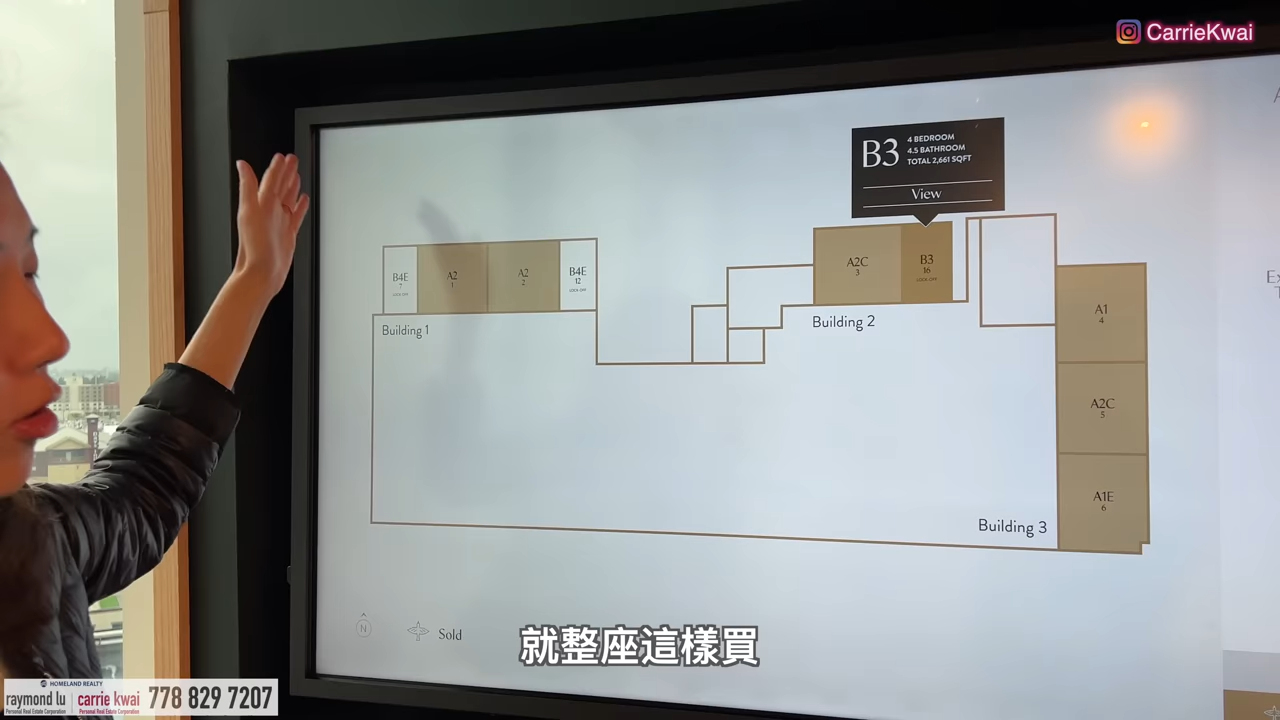 CarrieKwai
B3
4 BEDROOM
4.5 BATHROOM
TOTAL 2,661 SQFT
View
B4E
7
LOCK OFF
A2
1
A2
2
B4E
12
LOCK OFF
A2C
3
B3
16
LOCK OFF
Building 1
Building 2
A1
4
A2C
5
A1E
6
Building 3
N
Sold
就整座這樣買
HOMELAND REALTY
raymond lu
Personal Real Estate Corporation
carrie kwai
Personal Real Estate Corporation
778 829 7207